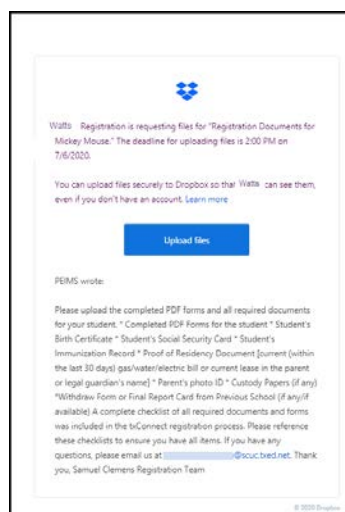 Watts Registration is requesting files for "Registration Documents for
Mickey Mouse." The deadline for uploading files is 2:00 PM on
7/6/2020.
You can upload files securely to Dropbox so that Watts can see them,
even if you don't have an account. Learn more
Upload files
PEIMS wrote:
Please upload the completed PDF forms and all required documents
for your student. * Completed PDF Forms for the student * Student's
Birth Certificate * Student's Social Security Card * Student's
Immunization Record * Proof of Residency Document [current (within
the last 30 days) gas/water/electric bill or current lease in the parent
or legal guardian's name] * Parent's photo ID * Custody Papers (if any)
*Withdraw Form or Final Report Card from Previous School (if any/if
available) A complete checklist of all required documents and forms
was included in the txConnect registration process. Please reference
these checklists to ensure you have all items. If you have any
questions, please email us at @scuc.txed.net. Thank
you, Samuel Clemens Registration Team
© 2020 Dropbox